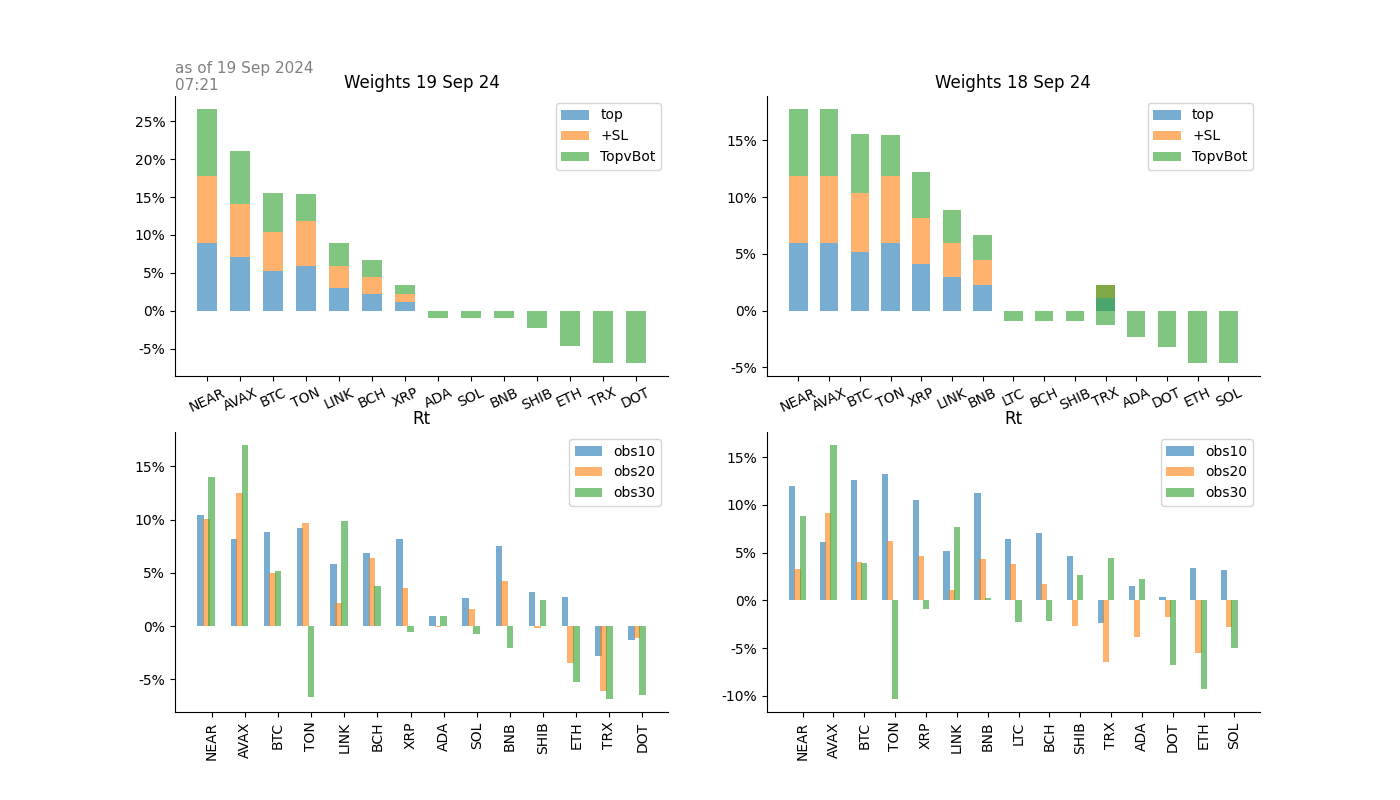 as of 19 Sep 2024
07:21
Weights 19 Sep 24
25%
20%
15%
10%
5%
0%
-5%
top
+SL
TopvBot
NEAR AVAX BTC TON LINK BCH XRP ADA SOL BNB SHIB ETH TRX DOT
Weights 18 Sep 24
15%
10%
5%
0%
-5%
top
+SL
TopvBot
NEAR AVAX BTC TON XRP LINK BNB LTC BCH SHIB TRX ADA DOT ETH SOL
Rt
15%
10%
5%
0%
-5%
obs10
obs20
obs30
NEAR AVAX BTC TON LINK BCH XRP ADA SOL BNB SHIB ETH TRX DOT
Rt
15%
10%
5%
0%
-5%
-10%
obs10
obs20
obs30
NEAR AVAX BTC TON XRP LINK BNB LTC BCH SHIB TRX ADA DOT ETH SOL